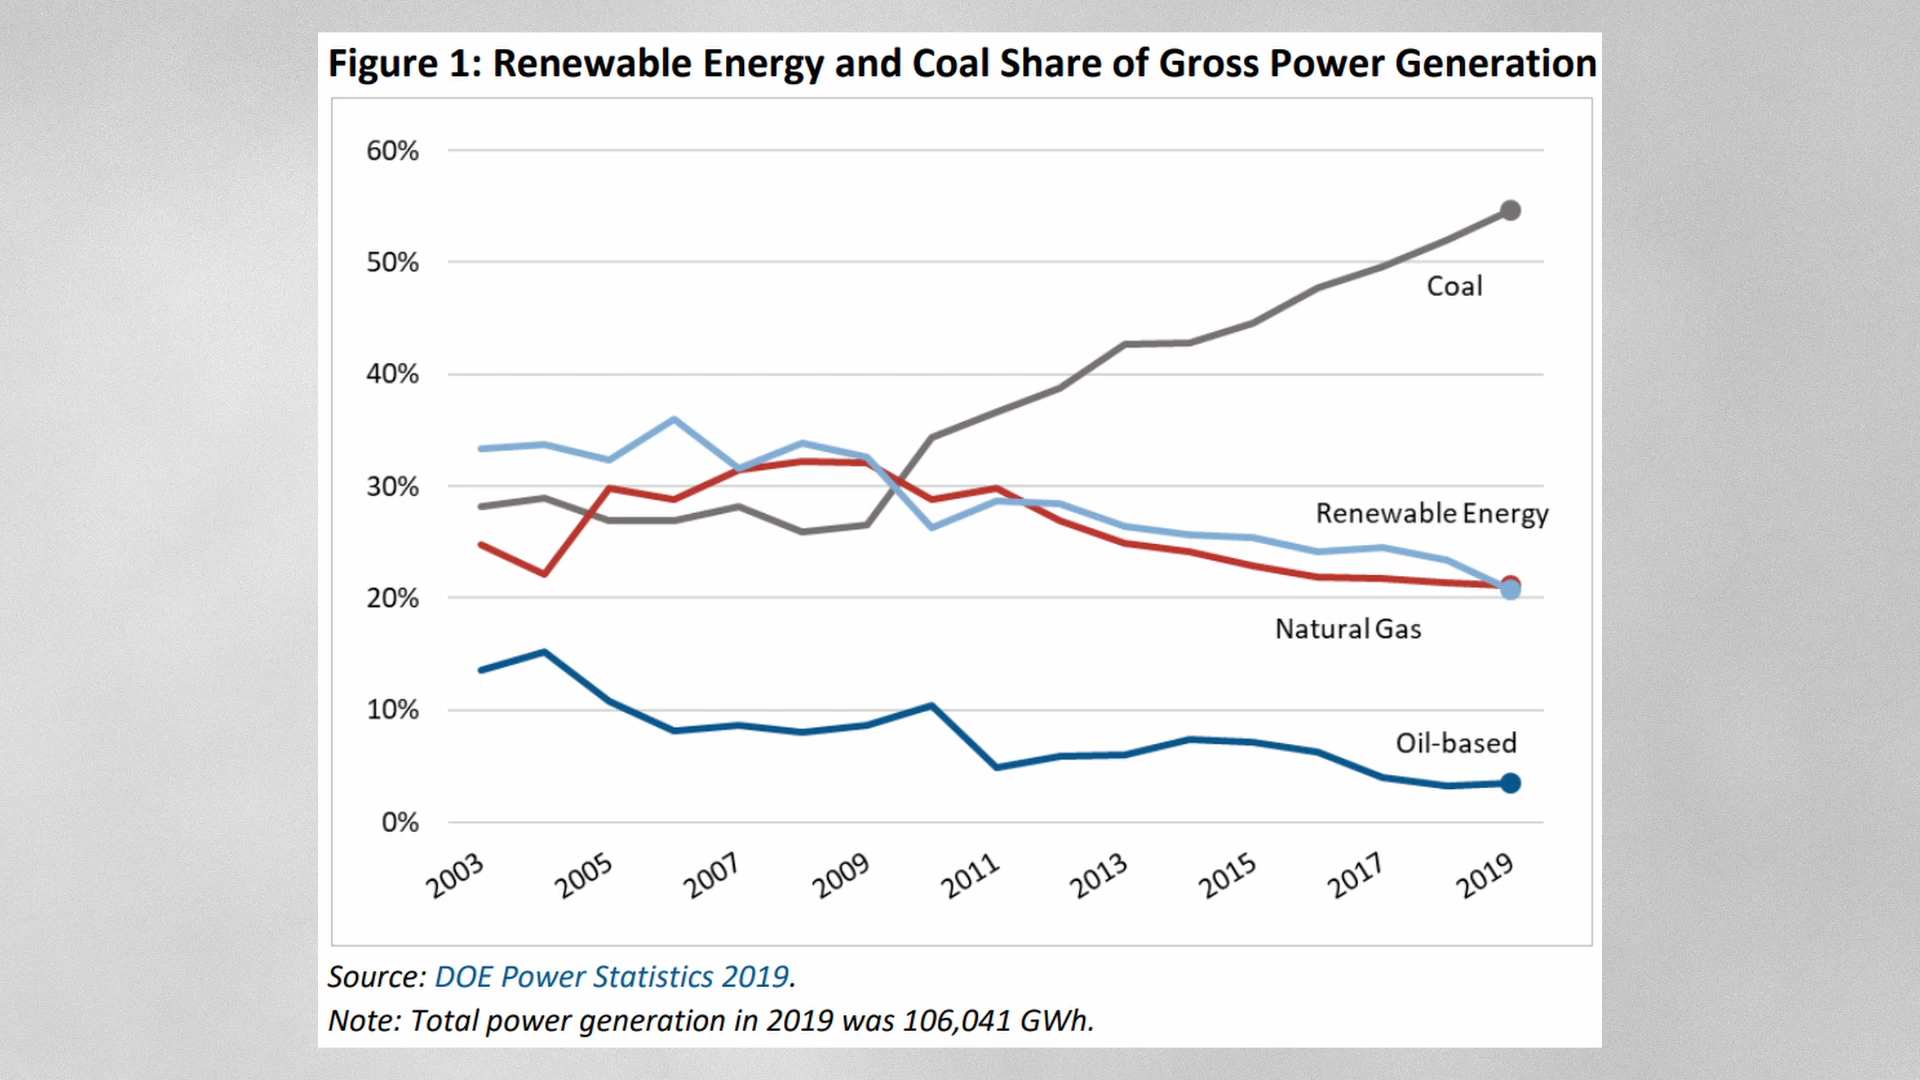 Figure 1: Renewable Energy and Coal Share of Gross Power Generation
60%
50%
Coal
40%
30%
Renewable Energy
20%
Natural Gas
10%
Oil-based
0%
2003 2005 2007 2009 2011 2013 2015 2017 2019
Source: DOE Power Statistics 2019.
Note: Total power generation in 2019 was 106,041 GWh.